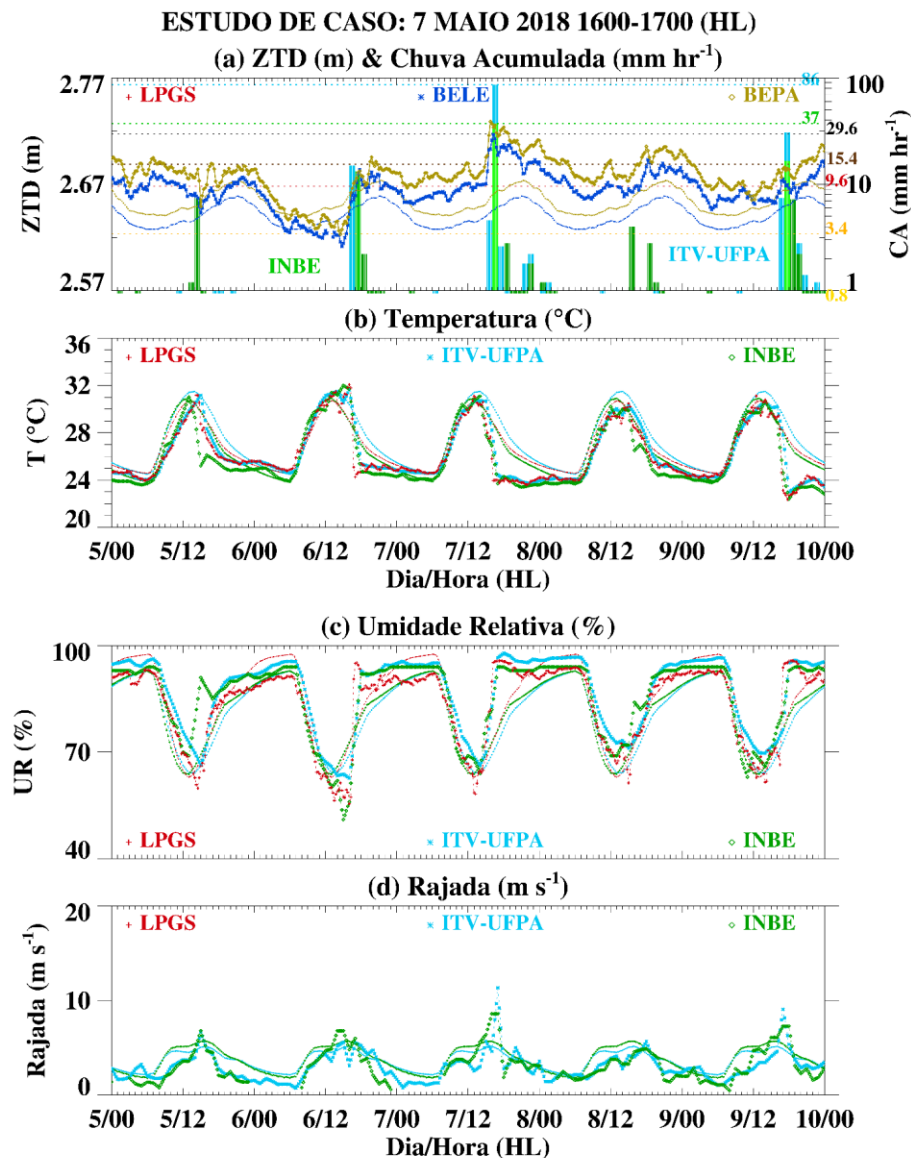 ESTUDO DE CASO: 7 MAIO 2018 1600-1700 (HL)
(a) ZTD (m) & Chuva Acumulada (mm hr⁻¹)
LPGS BELE BEPA
ZTD (m)
2.77
2.67
2.57
100
10
1
CA (mm hr⁻¹)
86
37
29.6
15.4
9.6
3.4
0.8
INBE ITV-UFPA
(b) Temperatura (°C)
LPGS ITV-UFPA INBE
T (°C)
36
32
28
24
20
5/00 5/12 6/00 6/12 7/00 7/12 8/00 8/12 9/00 9/12 10/00
Dia/Hora (HL)
(c) Umidade Relativa (%)
UR (%)
100
70
40
LPGS ITV-UFPA INBE
(d) Rajada (m s⁻¹)
LPGS ITV-UFPA INBE
Rajada (m s⁻¹)
20
10
0
5/00 5/12 6/00 6/12 7/00 7/12 8/00 8/12 9/00 9/12 10/00
Dia/Hora (HL)